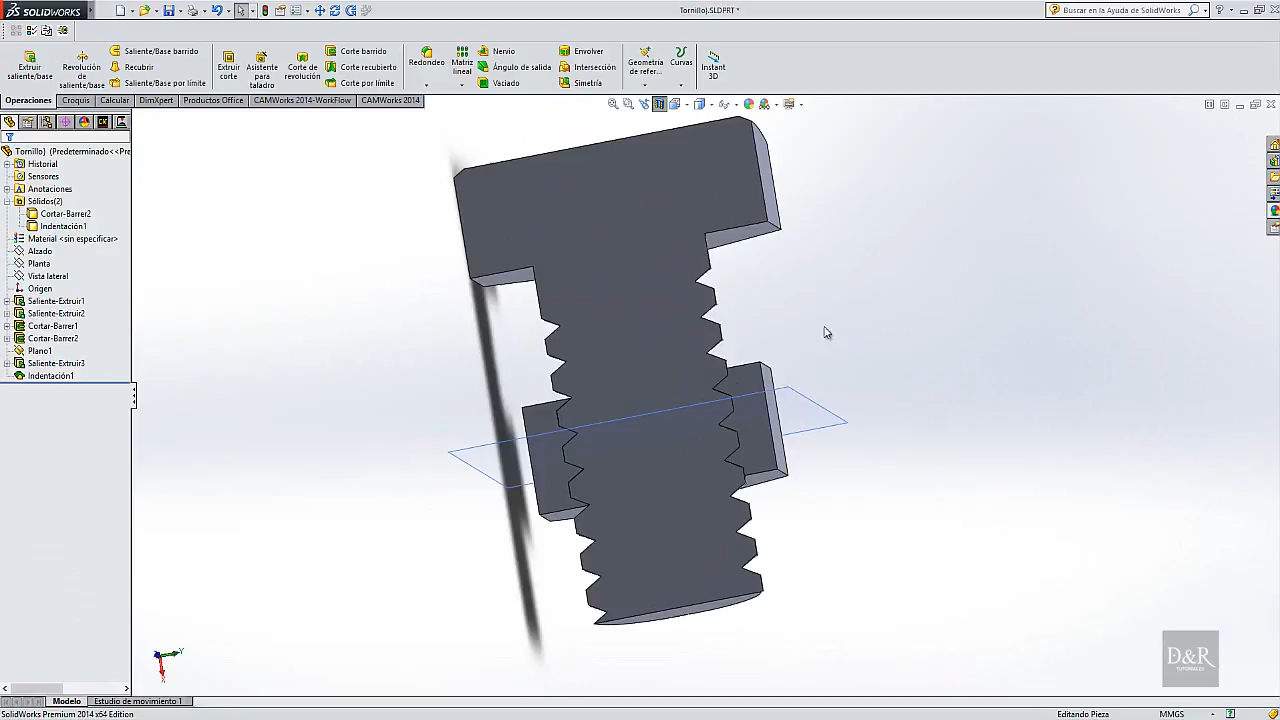 SOLIDWORKS
Tornillo}.SLDPRT *
Buscar en la Ayuda de SolidWorks
Extruir saliente/base
Revolución de saliente/base
Saliente/Base barrido
Recubrir
Saliente/Base por límite
Extruir corte
Asistente para taladro
Corte de revolución
Corte barrido
Corte recubierto
Corte por límite
Redondeo
Matriz lineal
Nervio
Ángulo de salida
Vaciado
Envolver
Intersección
Simetría
Geometría de refer...
Curvas
Instant 3D
Operaciones
Croquis
Calcular
DimXpert
Productos Office
CAMWorks 2014-WorkFlow
CAMWorks 2014
Tornillo} (Predeterminado<<Pre
Historial
Sensores
Anotaciones
Sólidos(2)
Cortar-Barrer2
Indentación1
Material <sin especificar>
Alzado
Planta
Vista lateral
Origen
Saliente-Extruir1
Saliente-Extruir2
Cortar-Barrer1
Cortar-Barrer2
Plano1
Saliente-Extruir3
Indentación1
Y
X
D&R
TUTORIALES
Modelo
Estudio de movimiento 1
SolidWorks Premium 2014 x64 Edition
Editando Pieza
MMGS